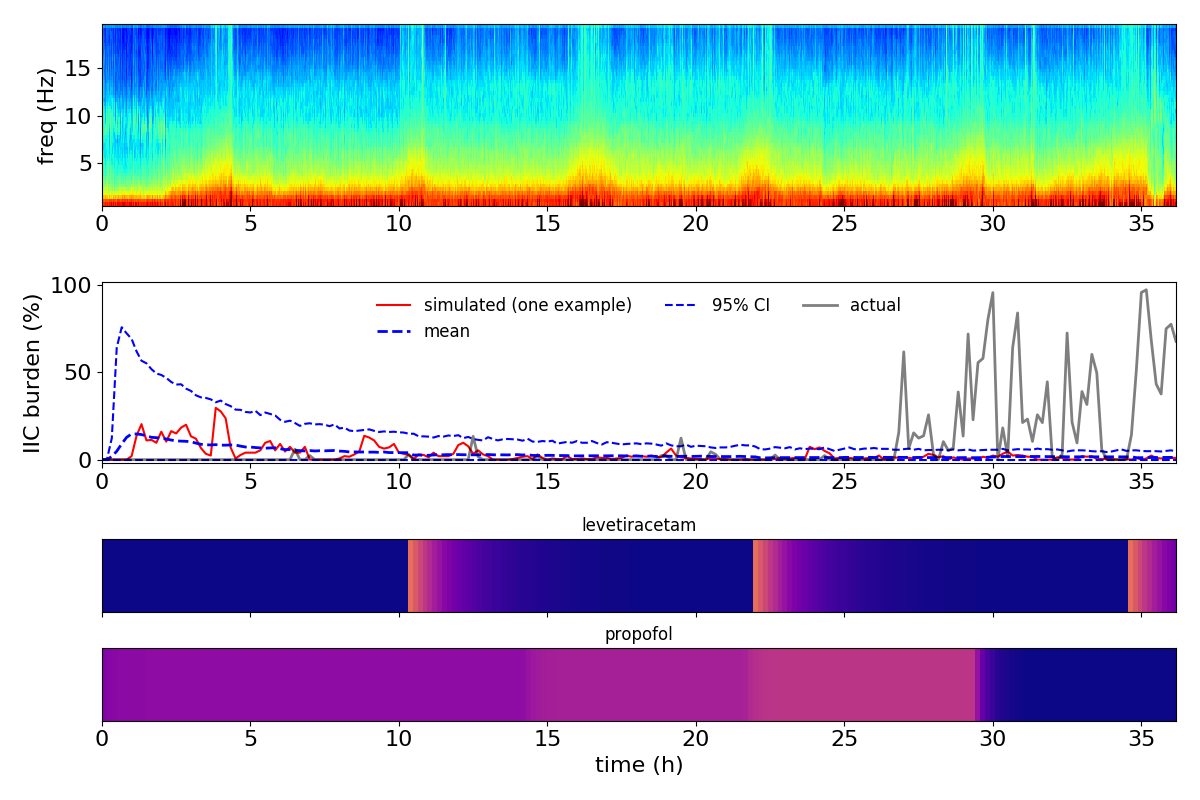 freq (Hz)
15
10
5
0 5 10 15 20 25 30 35
IIC burden (%)
100
50
0
simulated (one example) 95% CI actual
mean
0 5 10 15 20 25 30 35
levetiracetam
propofol
0 5 10 15 20 25 30 35
time (h)